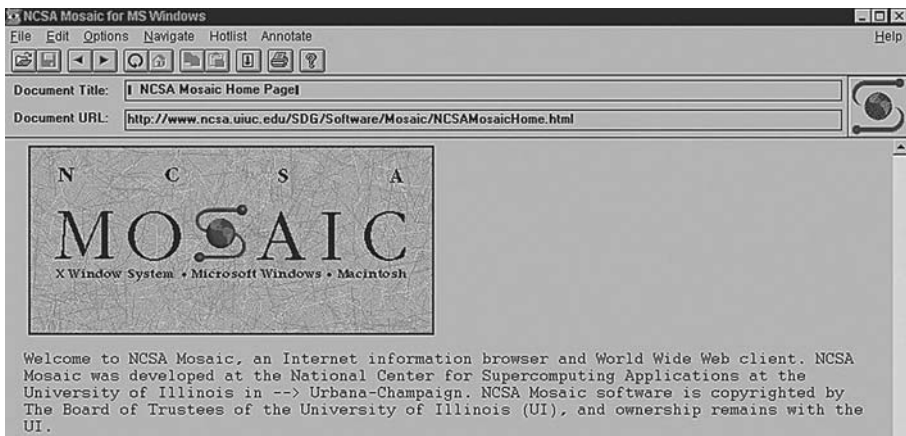 NCSA Mosaic for MS Windows
File Edit Options Navigate Hotlist Annotate Help
Document Title: NCSA Mosaic Home Page
Document URL: http://www.ncsa.uiuc.edu/SDG/Software/Mosaic/NCSAMosaicHome.html
N C S A
MOSAIC
X Window System • Microsoft Windows • Macintosh
Welcome to NCSA Mosaic, an Internet information browser and World Wide Web client. NCSA
Mosaic was developed at the National Center for Supercomputing Applications at the
University of Illinois in --> Urbana-Champaign. NCSA Mosaic software is copyrighted by
The Board of Trustees of the University of Illinois (UI), and ownership remains with the
UI.